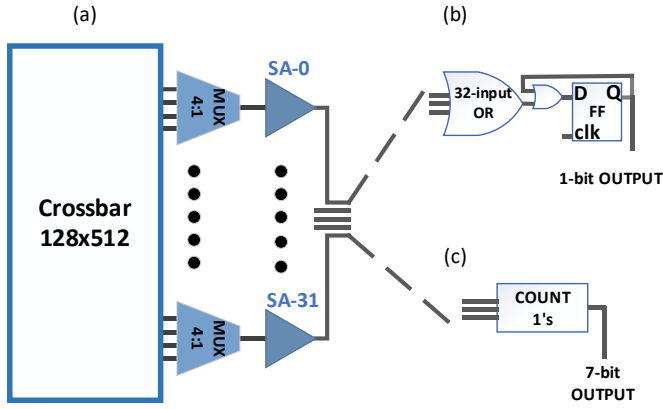 (a)
Crossbar
128x512
4:1
MUX
SA-0
4:1
MUX
SA-31
(b)
32-input
OR
D Q
FF
clk
1-bit OUTPUT
(c)
COUNT
1's
7-bit
OUTPUT